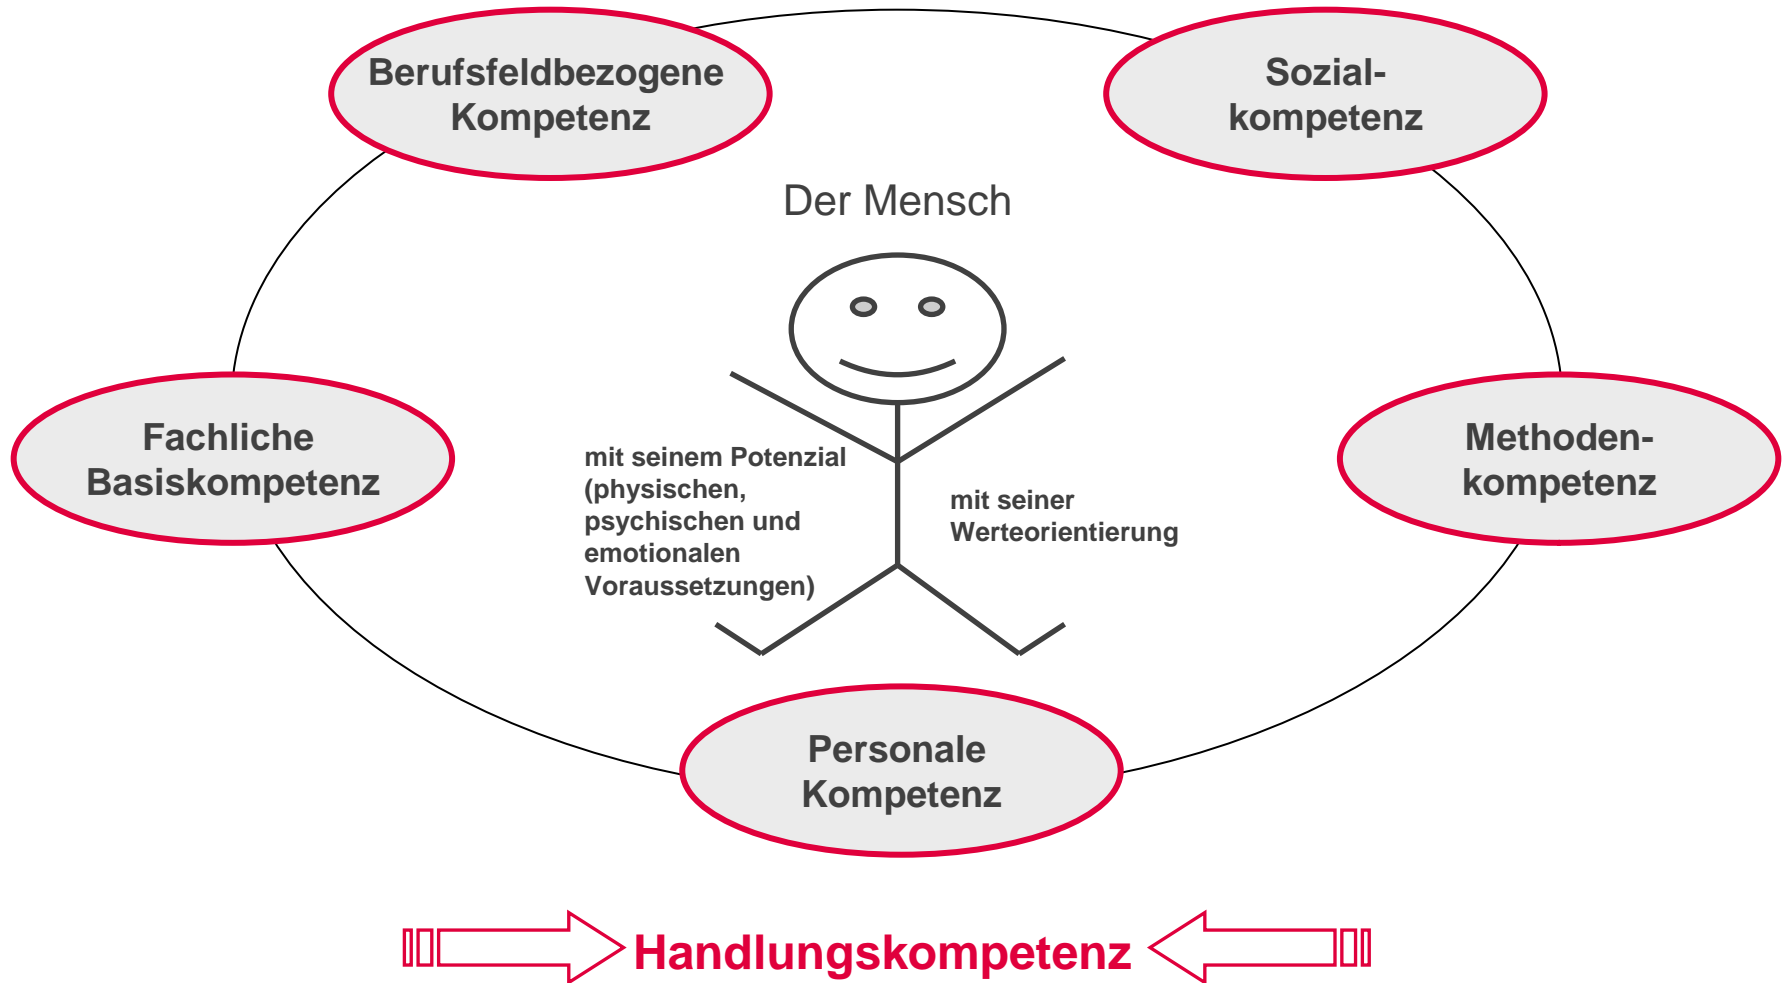 Berufsfeldbezogene
Kompetenz
Sozial-
kompetenz
Der Mensch
Fachliche
Basiskompetenz
mit seinem Potenzial
(physischen,
psychischen und
emotionalen
Voraussetzungen)
mit seiner
Werteorientierung
Methoden-
kompetenz
Personale
Kompetenz
Handlungskompetenz